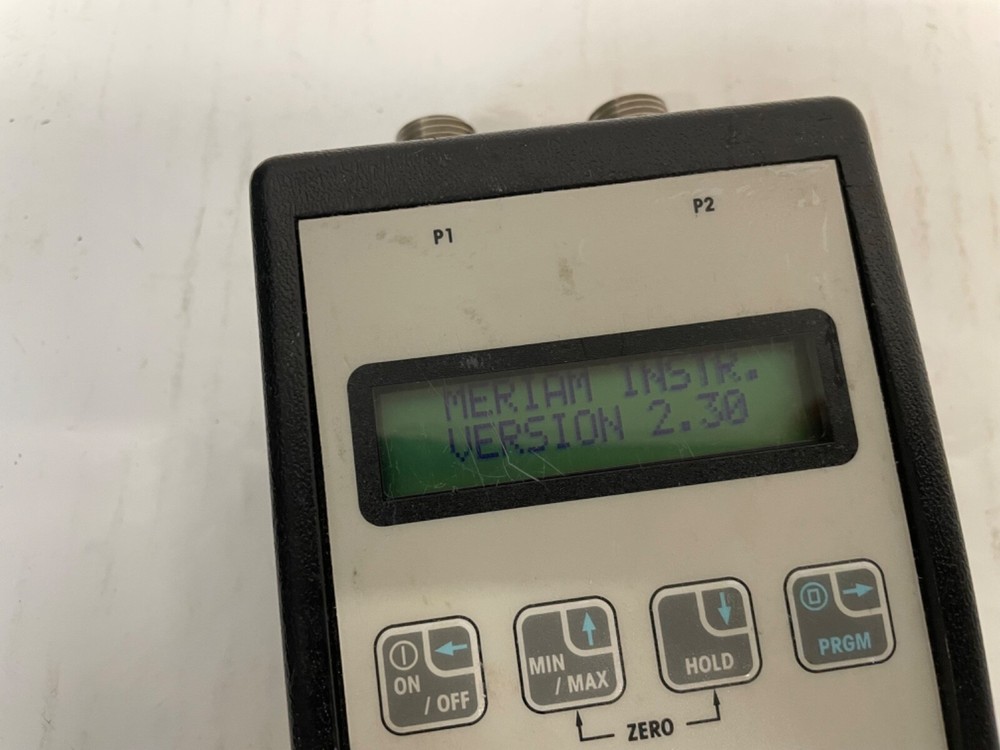 P1
P2
MERIAM INSTR.
VERSION 2.30
ON
/ OFF
MIN
/ MAX
HOLD
PRGM
ZERO